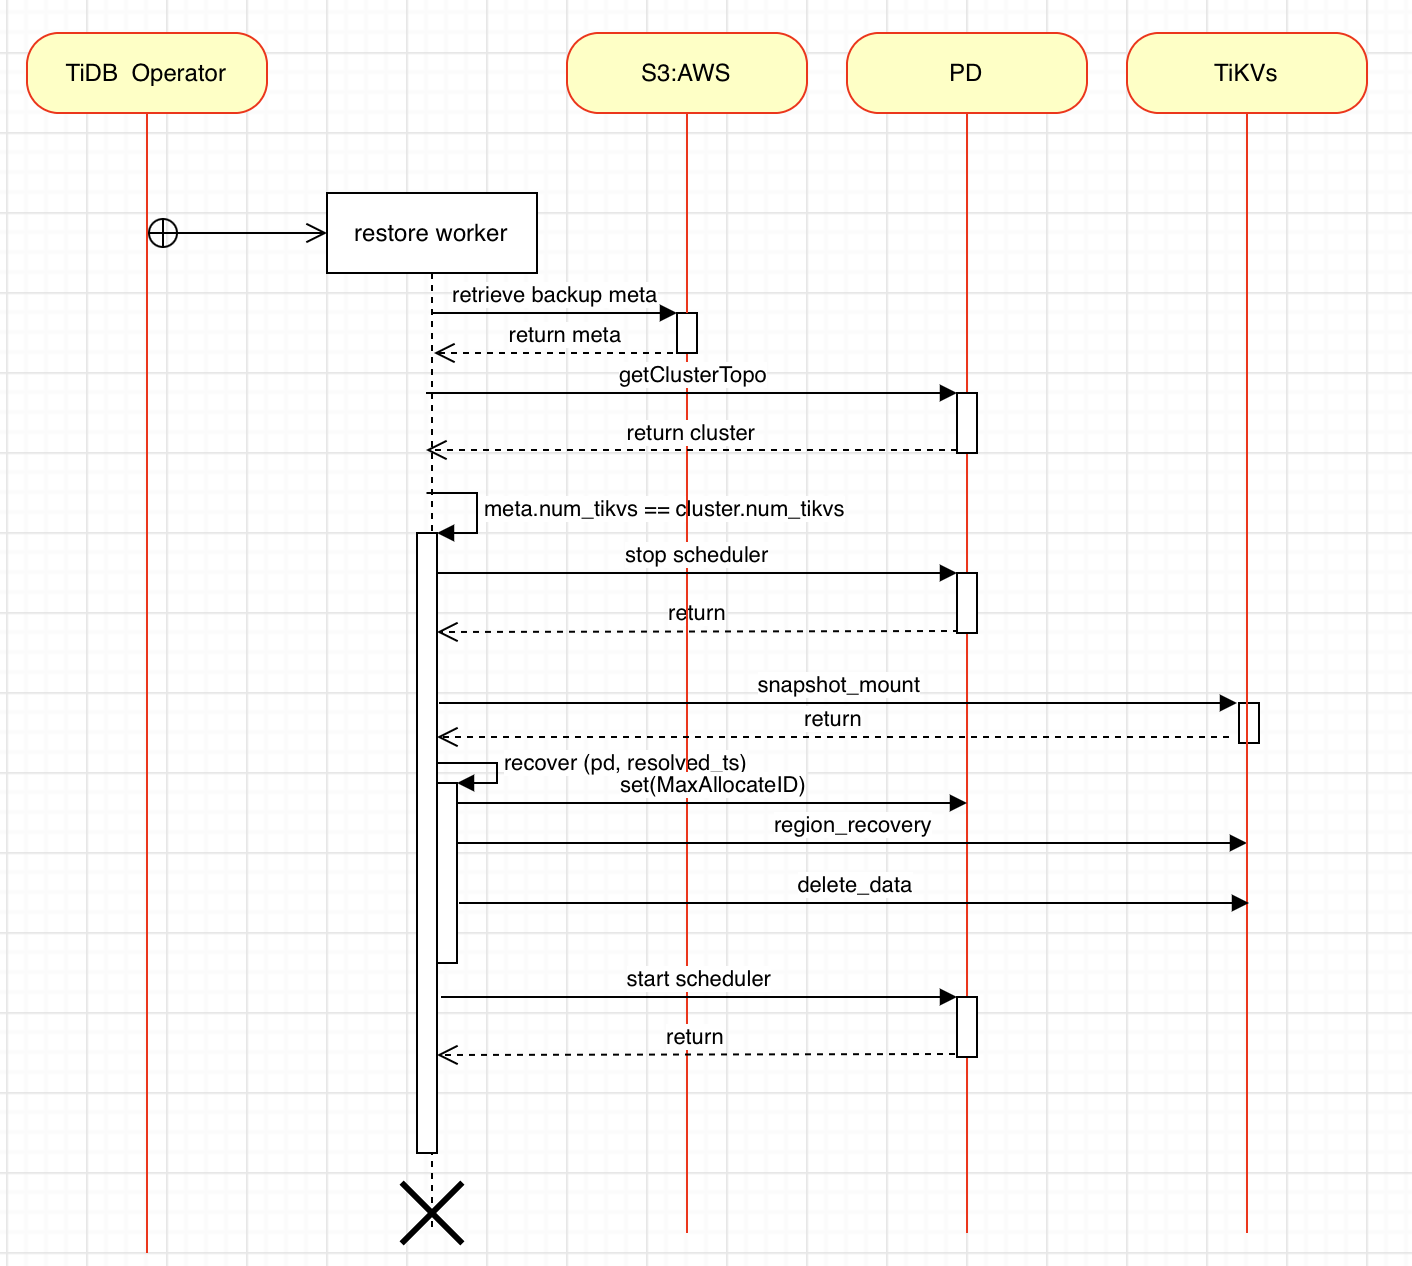 TiDB  Operator
S3:AWS
PD
TiKVs
restore worker
retrieve backup meta
return meta
getClusterTopo
return cluster
meta.num_tikvs == cluster.num_tikvs
stop scheduler
return
snapshot_mount
return
recover (pd, resolved_ts)
set(MaxAllocateID)
region_recovery
delete_data
start scheduler
return